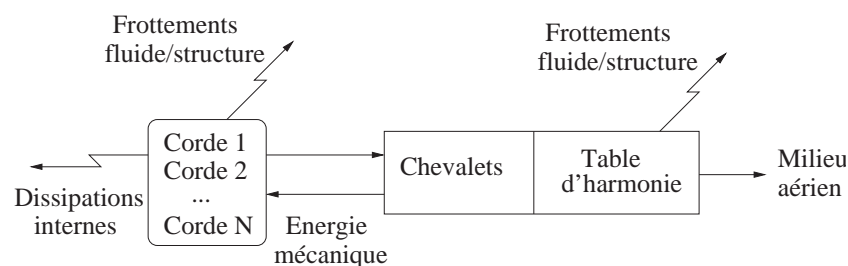 Frottements
fluide/structure
Frottements
fluide/structure
Corde 1
Corde 2
...
Corde N
Chevalets
Table
d'harmonie
Milieu
aérien
Dissipations
internes
Energie
mécanique